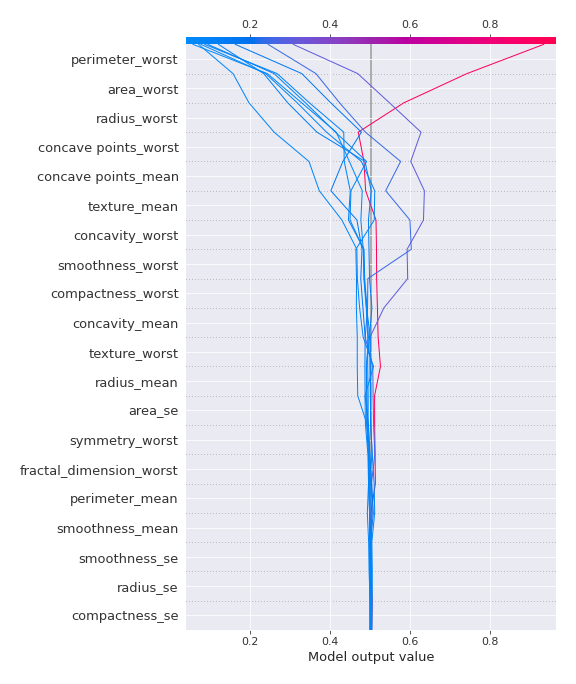 0.2 0.4 0.6 0.8
perimeter_worst
area_worst
radius_worst
concave points_worst
concave points_mean
texture_mean
concavity_worst
smoothness_worst
compactness_worst
concavity_mean
texture_worst
radius_mean
area_se
symmetry_worst
fractal_dimension_worst
perimeter_mean
smoothness_mean
smoothness_se
radius_se
compactness_se
0.2 0.4 0.6 0.8
Model output value